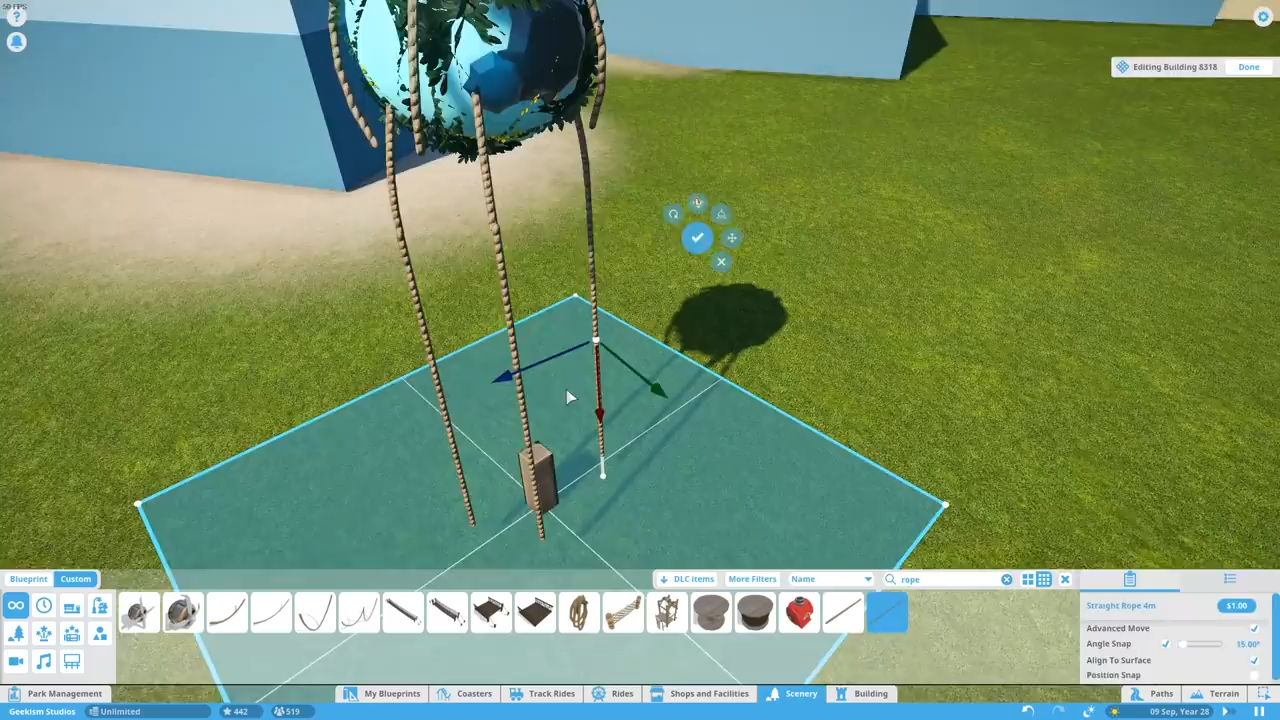 50 FPS
Editing Building 8318 Done
Blueprint Custom DLC items More Filters Name rope
Straight Rope 4m $1.00
Advanced Move
Angle Snap 15.00°
Align To Surface
Position Snap
Park Management My Blueprints Coasters Track Rides Rides Shops and Facilities Scenery Building Paths Terrain
Geekism Studios Unlimited 442 519 09 Sep, Year 28